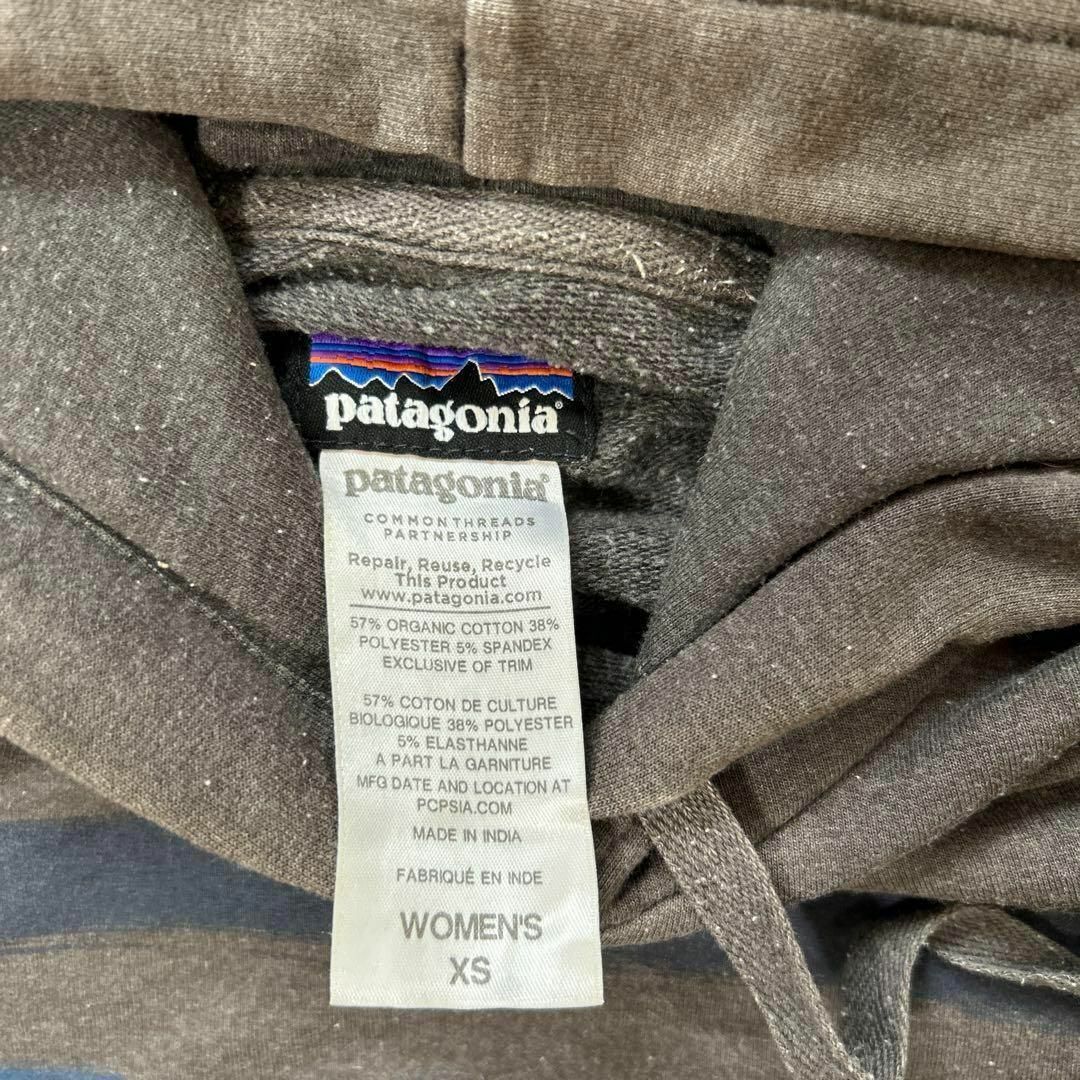 patagonia®
patagonia®
COMMONTHREADS
PARTNERSHIP
Repair, Reuse, Recycle
This Product
www.patagonia.com
57% ORGANIC COTTON 38%
POLYESTER 5% SPANDEX
EXCLUSIVE OF TRIM
57% COTON DE CULTURE
BIOLOGIQUE 38% POLYESTER
5% ELASTHANNE
A PART LA GARNITURE
MFG DATE AND LOCATION AT
PCPSIA.COM
MADE IN INDIA
FABRIQUÉ EN INDE
WOMEN'S
XS